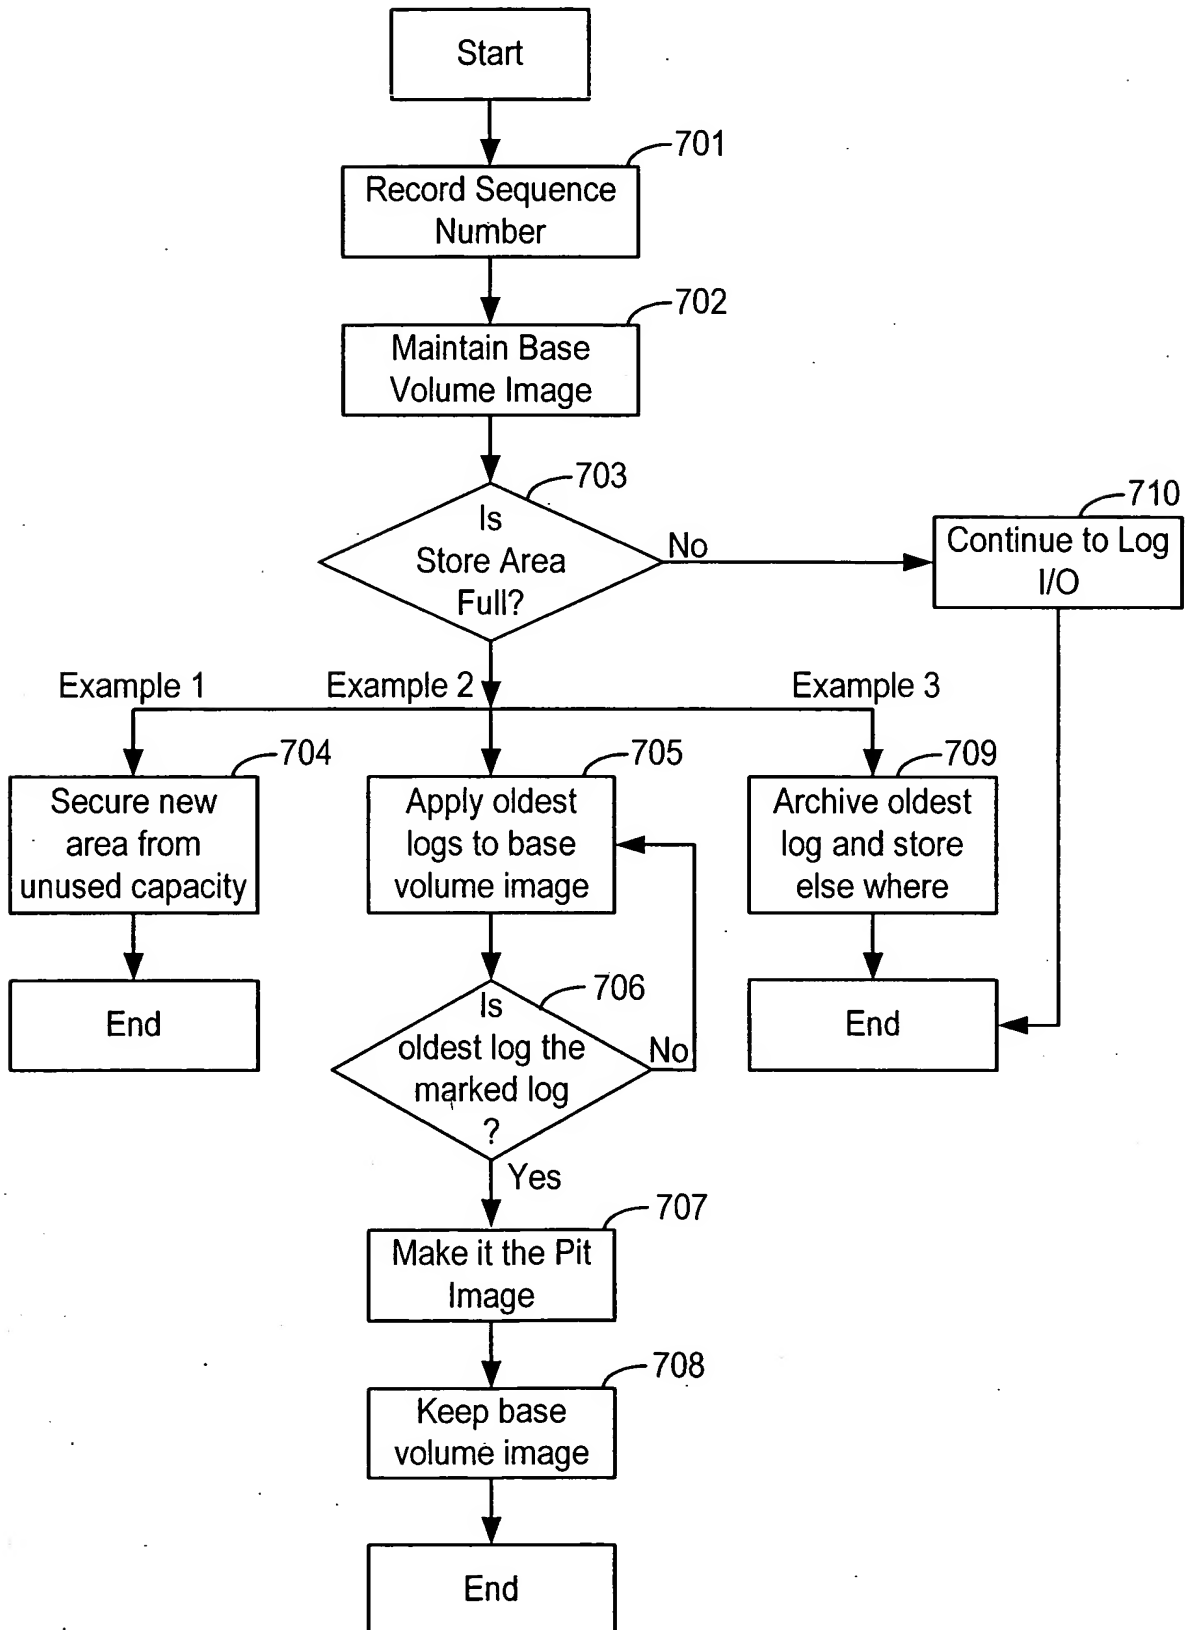 Start
701
Record Sequence
Number
702
Maintain Base
Volume Image
703
Is
Store Area
Full?
No
710
Continue to Log
I/O
Example 1
Example 2
Example 3
704
Secure new
area from
unused capacity
End
705
Apply oldest
logs to base
volume image
706
Is
oldest log the
marked log
?
No
Yes
707
Make it the Pit
Image
708
Keep base
volume image
End
709
Archive oldest
log and store
else where
End